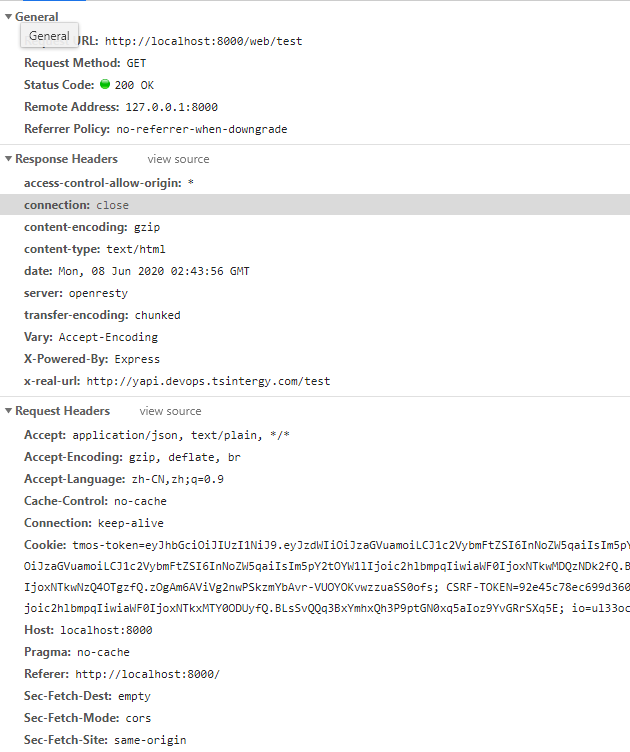 General
General
URL: http://localhost:8000/web/test
Request Method: GET
Status Code: 200 OK
Remote Address: 127.0.0.1:8000
Referrer Policy: no-referrer-when-downgrade
Response Headers view source
access-control-allow-origin: *
connection: close
content-encoding: gzip
content-type: text/html
date: Mon, 08 Jun 2020 02:43:56 GMT
server: openresty
transfer-encoding: chunked
Vary: Accept-Encoding
X-Powered-By: Express
x-real-url: http://yapi.devops.tsintergy.com/test
Request Headers view source
Accept: application/json, text/plain, */*
Accept-Encoding: gzip, deflate, br
Accept-Language: zh-CN,zh;q=0.9
Cache-Control: no-cache
Connection: keep-alive
Cookie: tmos-token=eyJhbGciOiJIUzI1NiJ9.eyJzdWIiOiJzaGVuamoiLCJ1c2VybmFtZSI6InNoZW5qaiIsIm5pY
OiJzaGVuamoiLCJ1c2VybmFtZSI6InNoZW5qaiIsIm5pY2tOYW1lIjoic2hlbmpqIiwiaWF0IjoxNTkwMDQzNDk2fQ.B
IjoxNTkwNzQ4OTgzfQ.zOgAm6AViVg2nwPSkzmYbAvr-VUOYOKvwzzuaSS0ofs; CSRF-TOKEN=92e45c78ec699d360
joic2hlbmpqIiwiaWF0IjoxNTkxMTY0ODUyfQ.BLsSvQQq3BxYmhxQh3P9ptGN0xq5aIoz9YvGRrSXq5E; io=ul33oc
Host: localhost:8000
Pragma: no-cache
Referer: http://localhost:8000/
Sec-Fetch-Dest: empty
Sec-Fetch-Mode: cors
Sec-Fetch-Site: same-origin